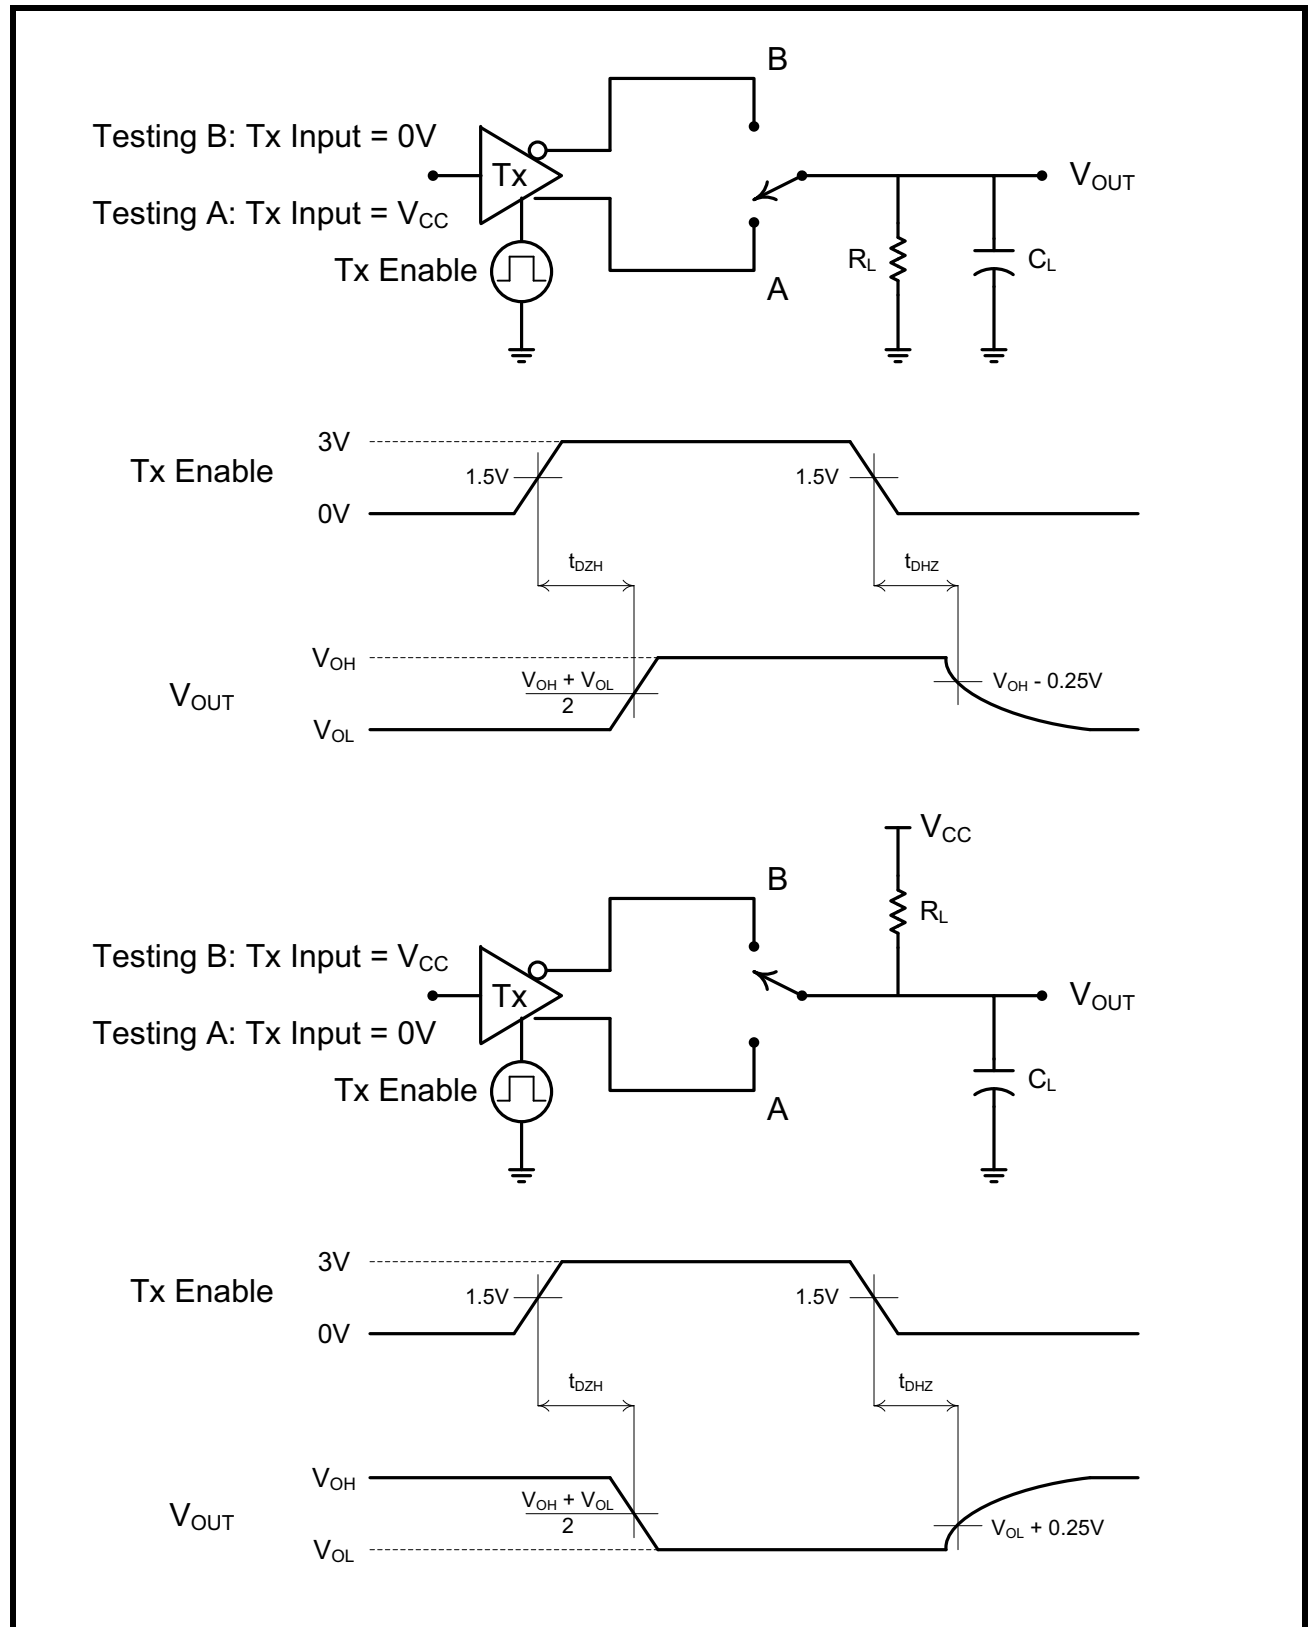 B
Testing B: Tx Input = 0V
Tx
V_OUT
Testing A: Tx Input = V_CC
R_L
C_L
Tx Enable
A
3V
Tx Enable
1.5V
1.5V
0V
t_DZH
t_DHZ
V_OH
V_OH + V_OL
2
V_OH - 0.25V
V_OUT
V_OL
V_CC
B
R_L
Testing B: Tx Input = V_CC
Tx
V_OUT
Testing A: Tx Input = 0V
Tx Enable
C_L
A
3V
Tx Enable
1.5V
1.5V
0V
t_DZH
t_DHZ
V_OH
V_OH + V_OL
2
V_OUT
V_OL + 0.25V
V_OL